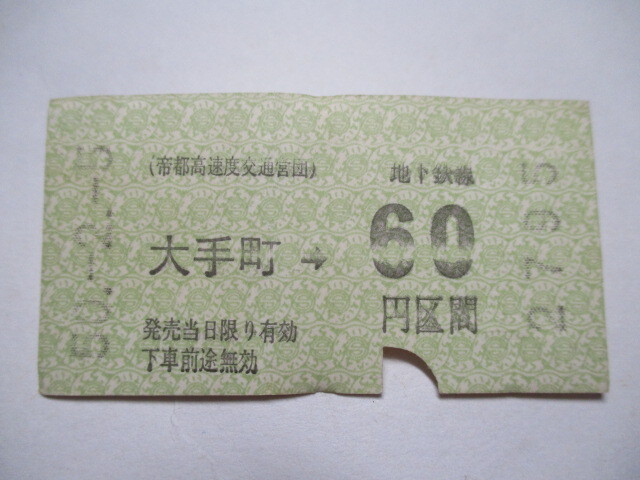 (帝都高速度交通営団) 地下鉄線
大手町 → 60
円区間
発売当日限り有効
下車前途無効